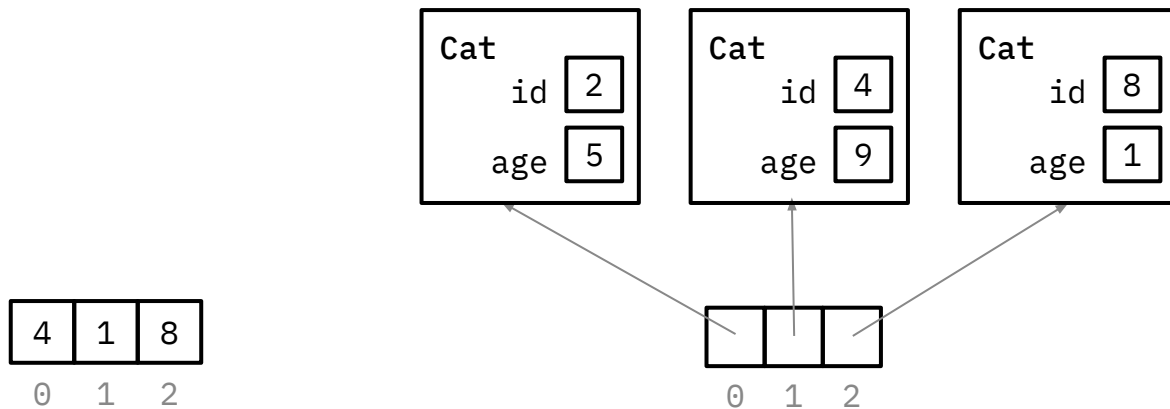 Cat Cat Cat
id 2 id 4 id 8
age 5 age 9 age 1
4 1 8
0 1 2 0 1 2